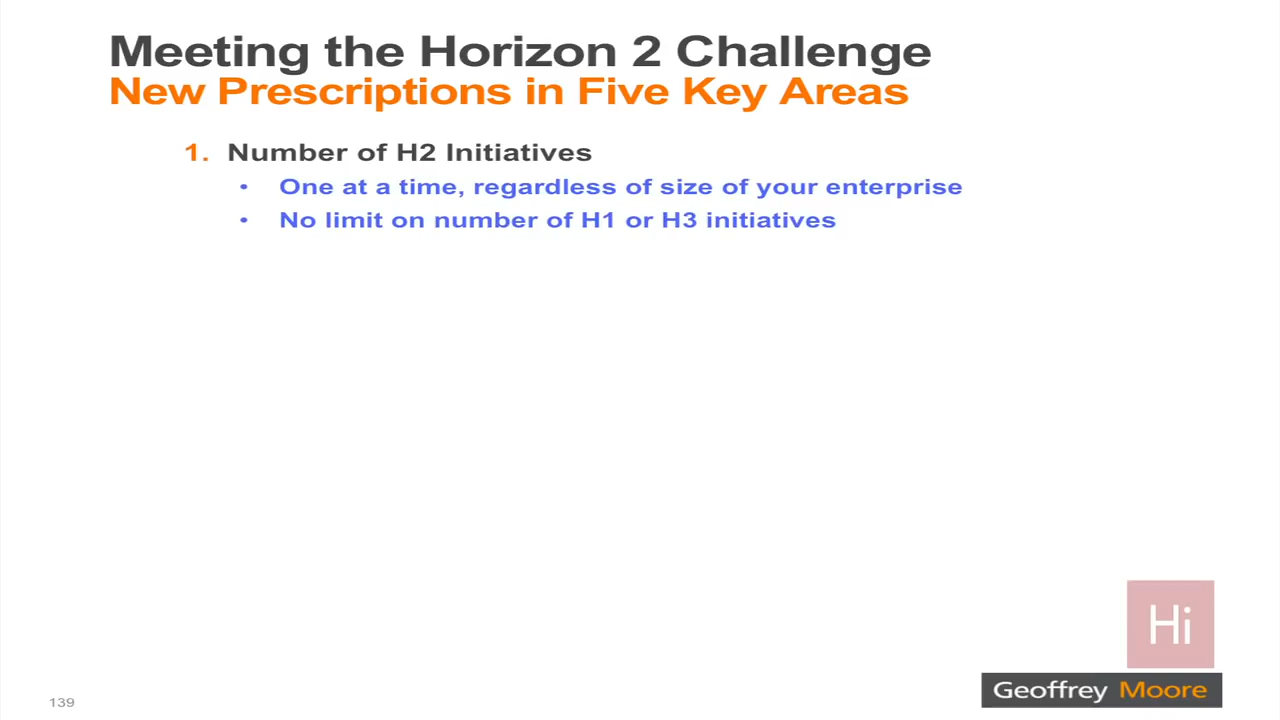 Meeting the Horizon 2 Challenge
New Prescriptions in Five Key Areas
1. Number of H2 Initiatives
• One at a time, regardless of size of your enterprise
• No limit on number of H1 or H3 initiatives
Hi
Geoffrey Moore
139